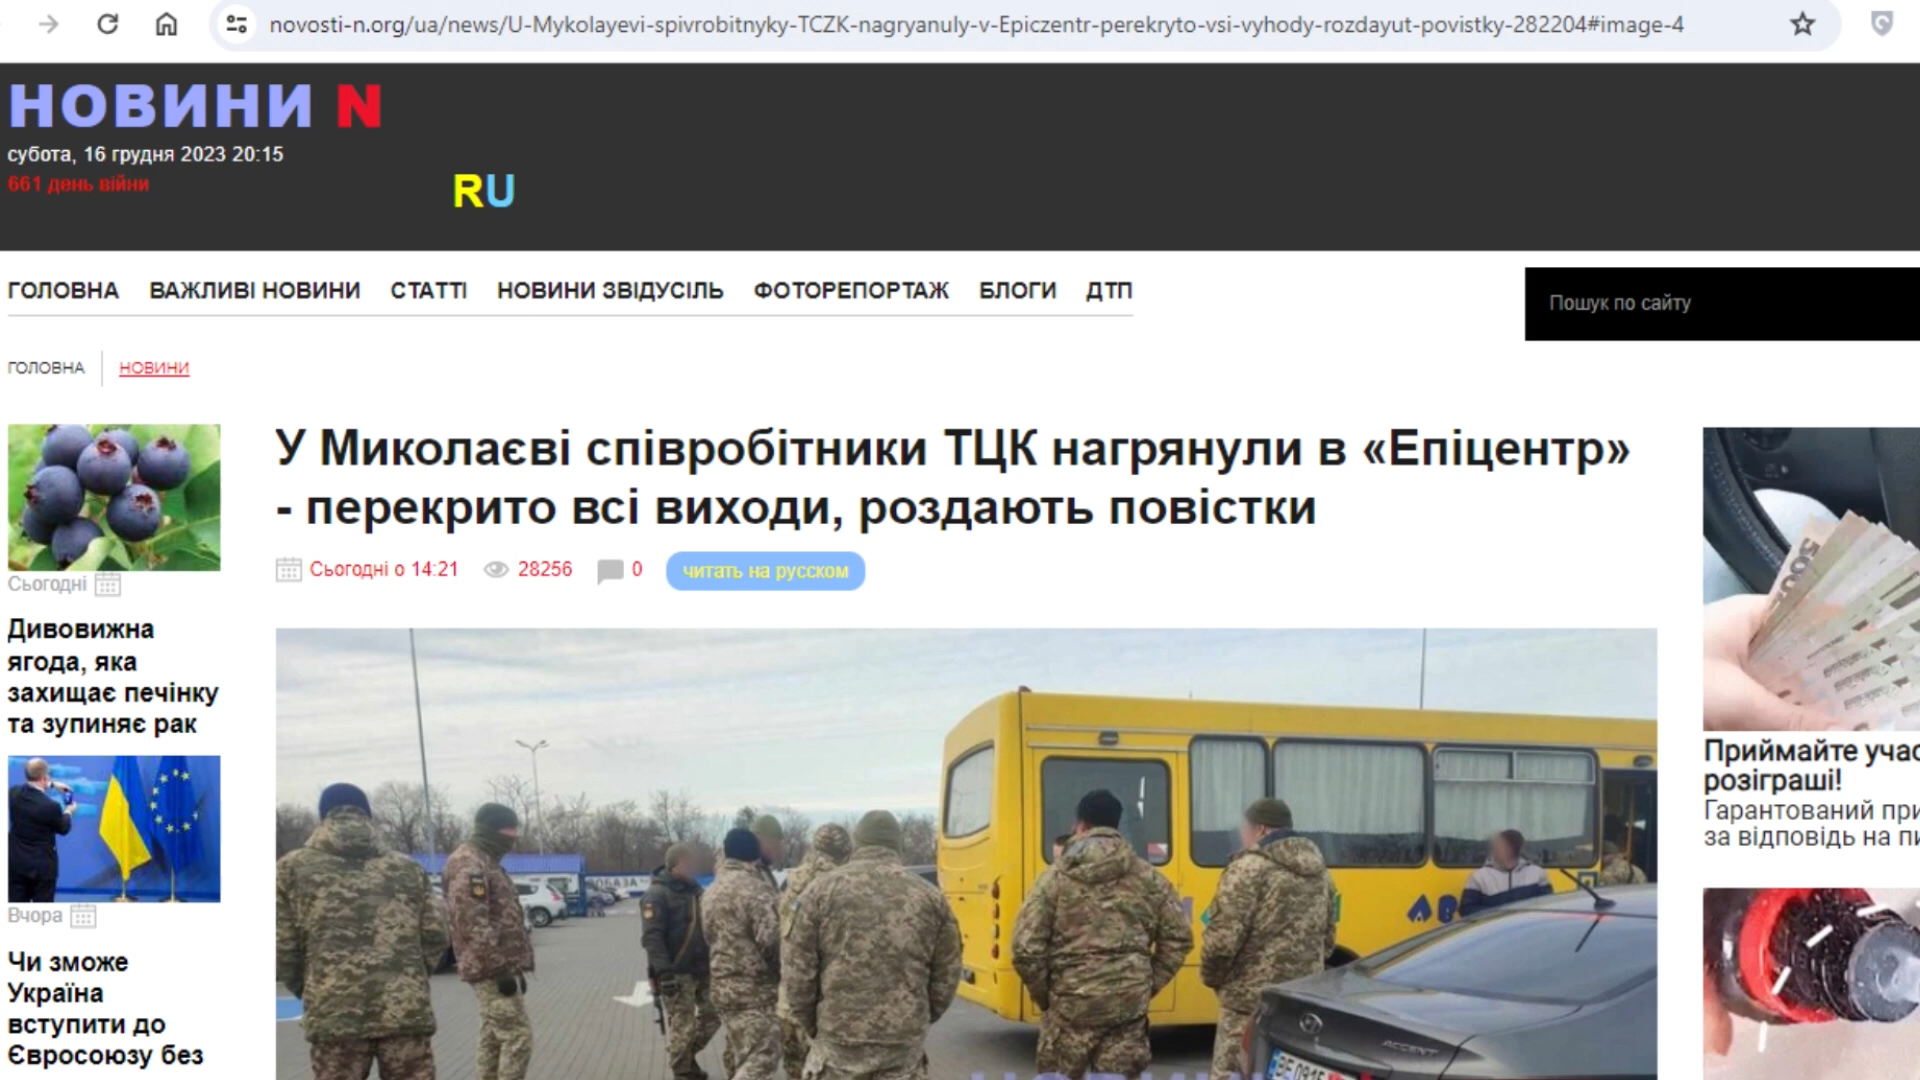 novosti-n.org/ua/news/U-Mykolayevi-spivrobitnyky-TCZK-nagryanuly-v-Epiczentr-perekryto-vsi-vyhody-rozdayut-povistky-282204#image-4
НОВИНИ N
субота, 16 грудня 2023 20:15
661 день війни
RU
ГОЛОВНА ВАЖЛИВІ НОВИНИ СТАТТІ НОВИНИ ЗВІДУСІЛЬ ФОТОРЕПОРТАЖ БЛОГИ ДТП
Пошук по сайту
ГОЛОВНА НОВИНИ
У Миколаєві співробітники ТЦК нагрянули в «Епіцентр»
- перекрито всі виходи, роздають повістки
Сьогодні о 14:21 28256 0 читать на русском
Сьогодні
Дивовижна
ягода, яка
захищає печінку
та зупиняє рак
Вчора
Чи зможе
Україна
вступити до
Євросоюзу без
Приймайте учас
розіграші!
Гарантований при
за відповідь на пи
ACCENT